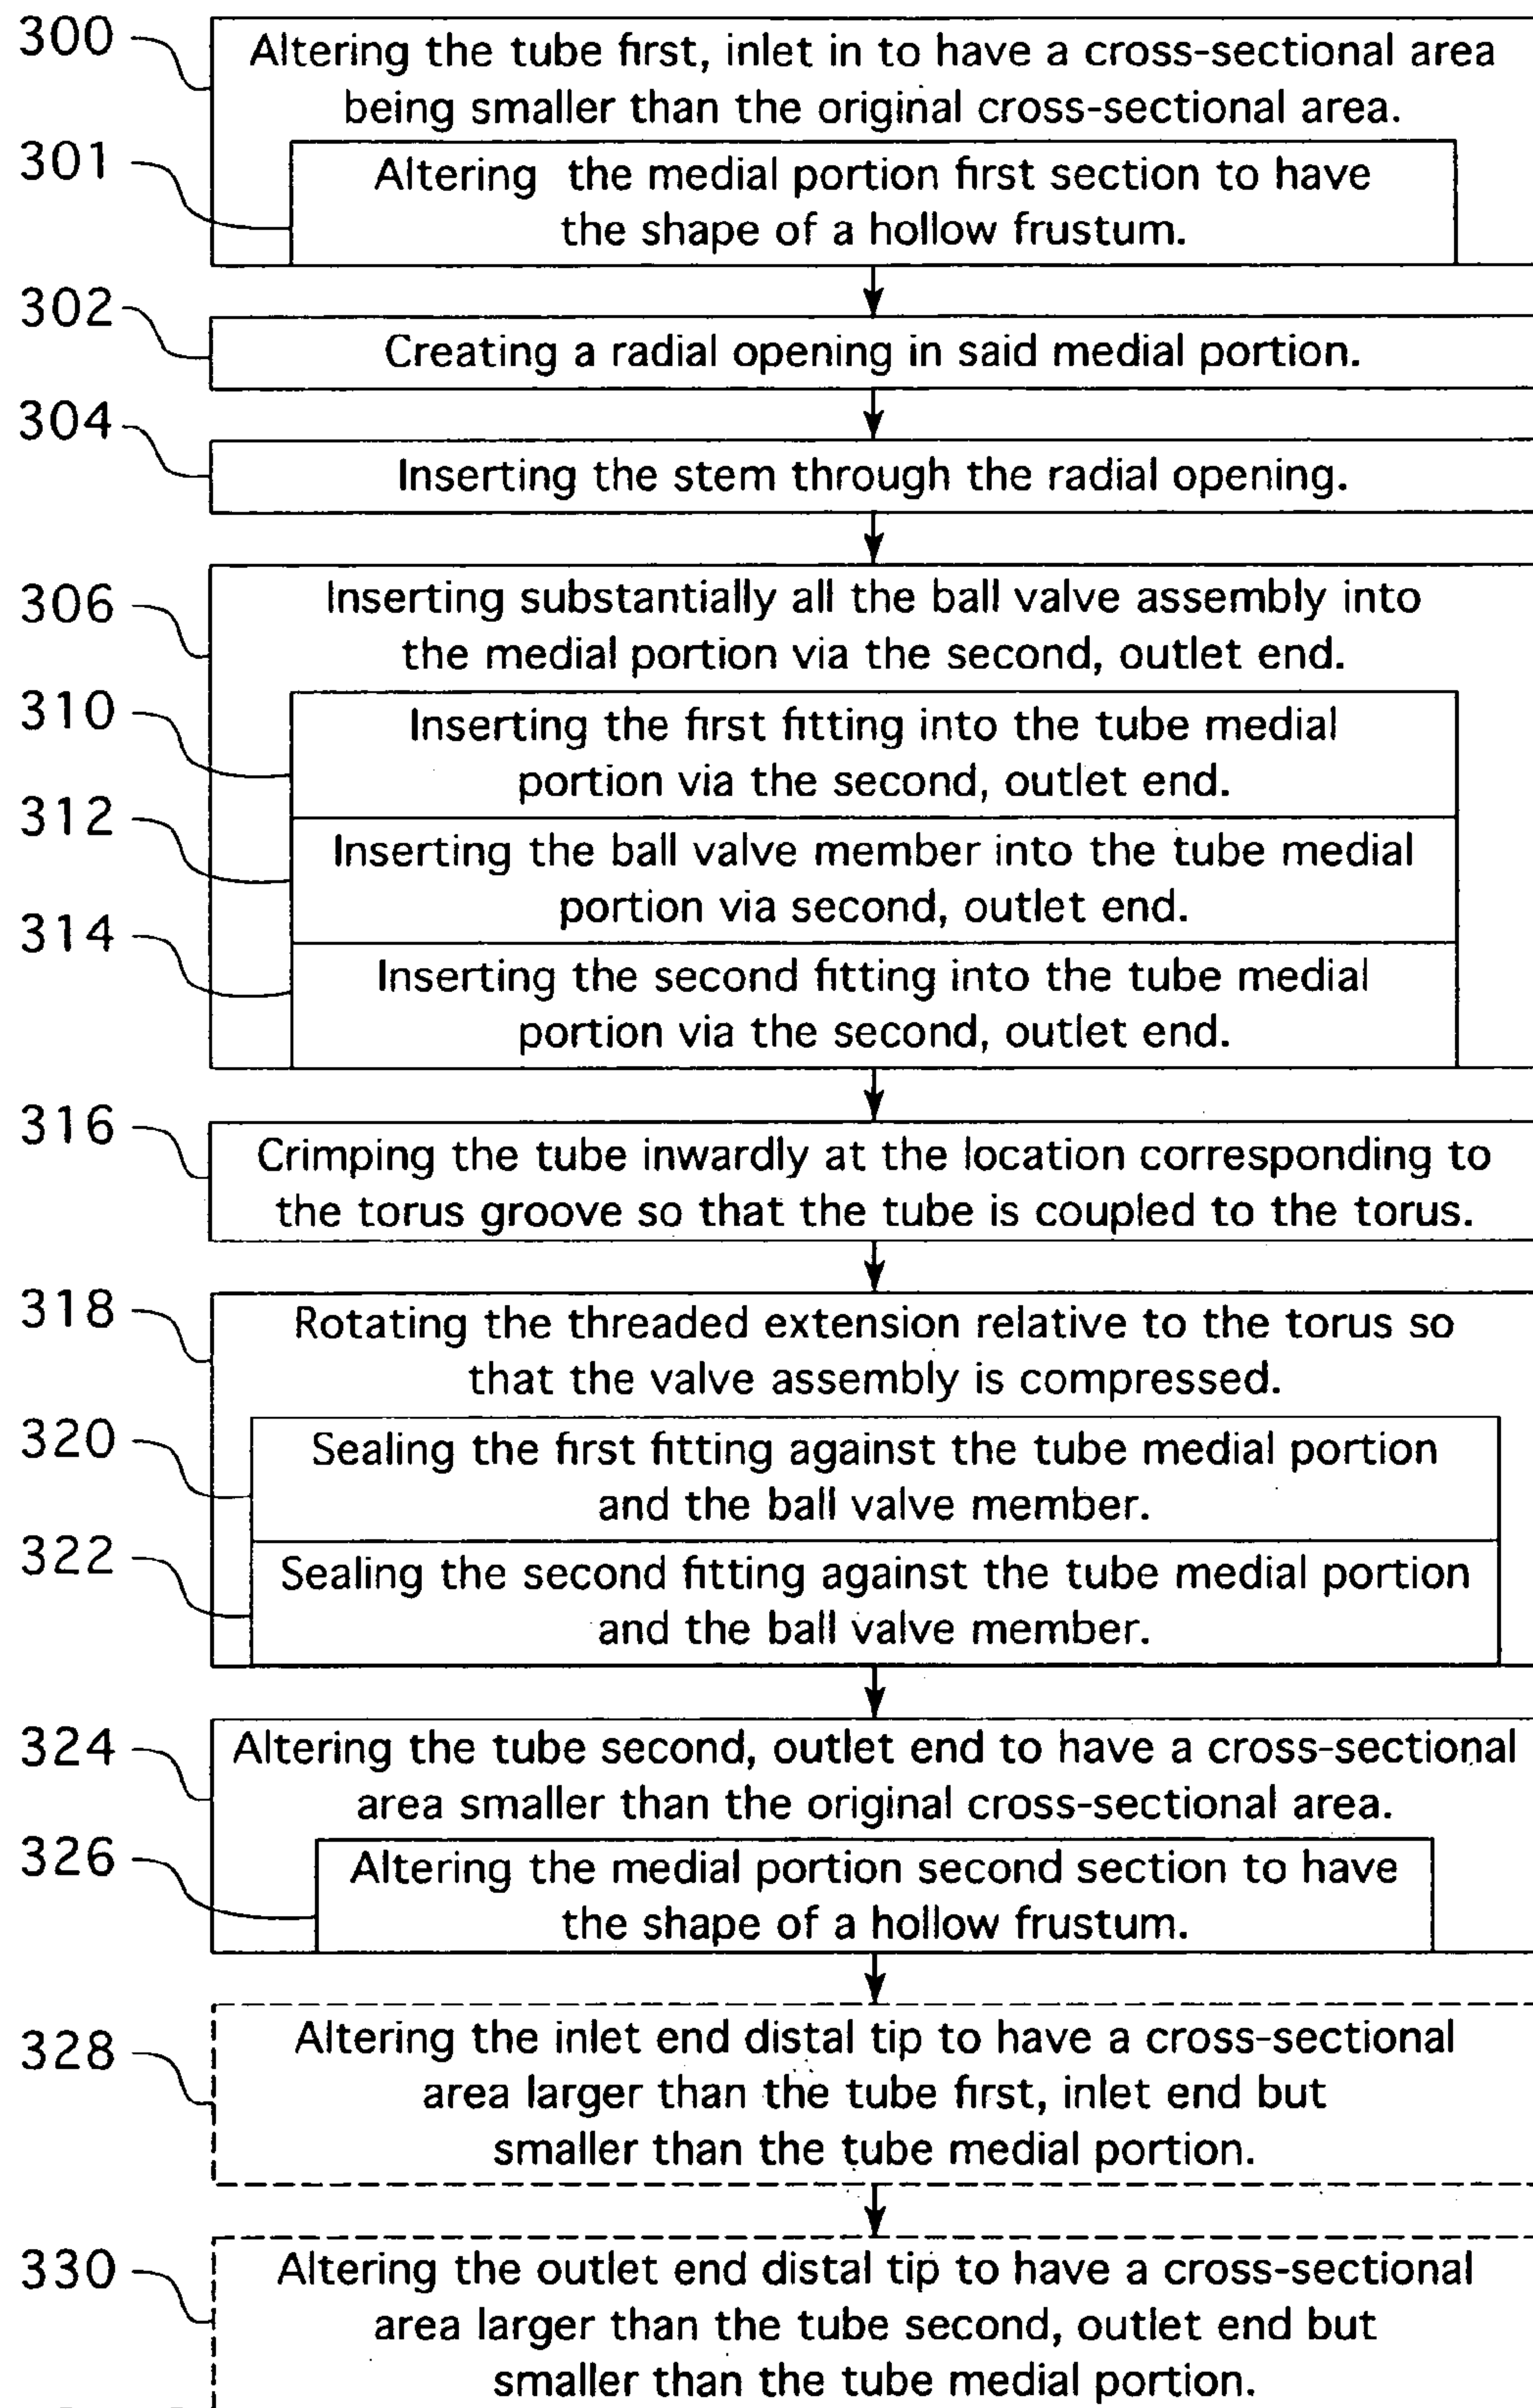 300
Altering the tube first, inlet in to have a cross-sectional area
being smaller than the original cross-sectional area.
301
Altering the medial portion first section to have
the shape of a hollow frustum.
302
Creating a radial opening in said medial portion.
304
Inserting the stem through the radial opening.
306
Inserting substantially all the ball valve assembly into
the medial portion via the second, outlet end.
310
Inserting the first fitting into the tube medial
portion via the second, outlet end.
312
Inserting the ball valve member into the tube medial
portion via second, outlet end.
314
Inserting the second fitting into the tube medial
portion via the second, outlet end.
316
Crimping the tube inwardly at the location corresponding to
the torus groove so that the tube is coupled to the torus.
318
Rotating the threaded extension relative to the torus so
that the valve assembly is compressed.
320
Sealing the first fitting against the tube medial portion
and the ball valve member.
322
Sealing the second fitting against the tube medial portion
and the ball valve member.
324
Altering the tube second, outlet end to have a cross-sectional
area smaller than the original cross-sectional area.
326
Altering the medial portion second section to have
the shape of a hollow frustum.
328
Altering the inlet end distal tip to have a cross-sectional
area larger than the tube first, inlet end but
smaller than the tube medial portion.
330
Altering the outlet end distal tip to have a cross-sectional
area larger than the tube second, outlet end but
smaller than the tube medial portion.